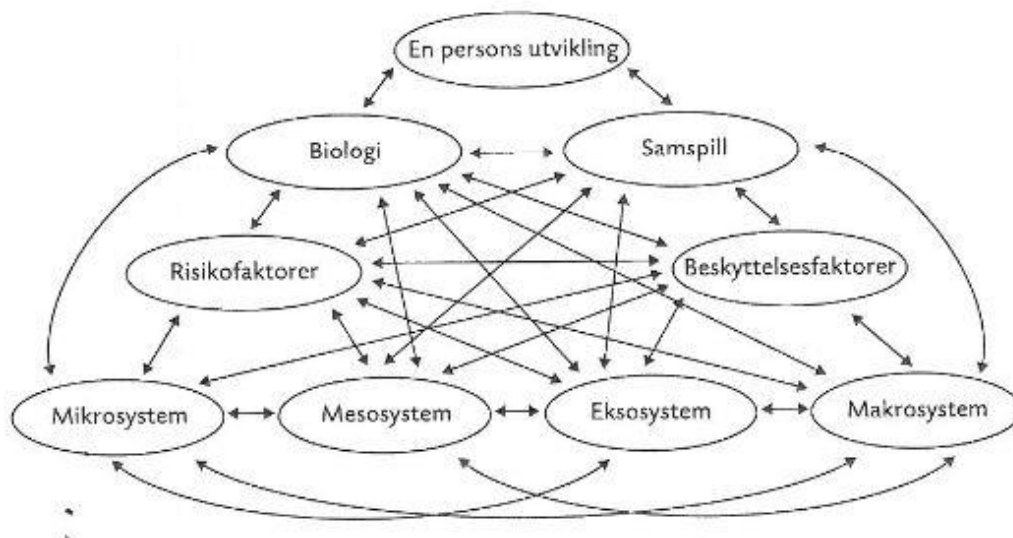 En persons utvikling
Biologi
Samspill
Risikofaktorer
Beskyttelsesfaktorer
Mikrosystem
Mesosystem
Eksosystem
Makrosystem